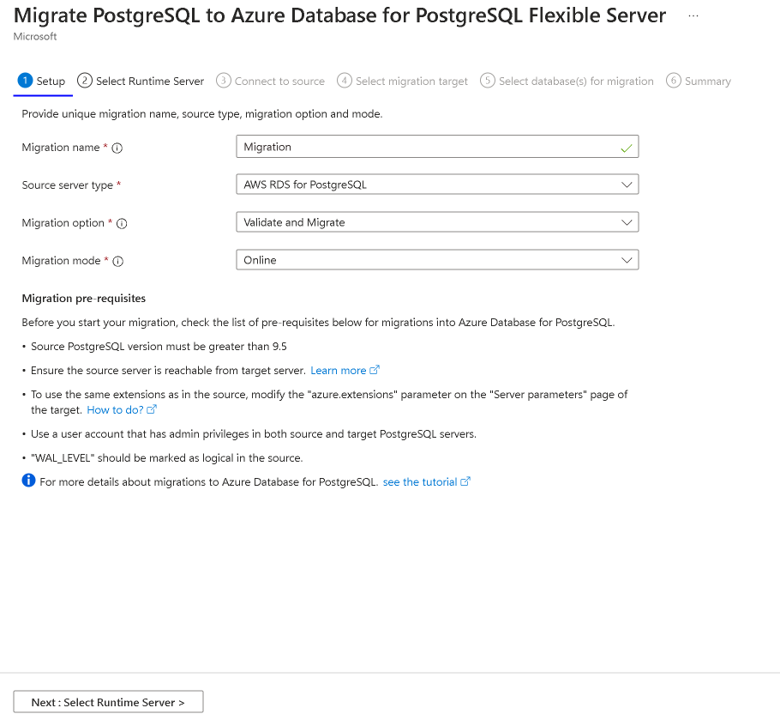 Migrate PostgreSQL to Azure Database for PostgreSQL Flexible Server ...
Microsoft
1 Setup 2 Select Runtime Server 3 Connect to source 4 Select migration target 5 Select database(s) for migration 6 Summary
Provide unique migration name, source type, migration option and mode.
Migration name * Migration
Source server type * AWS RDS for PostgreSQL
Migration option * Validate and Migrate
Migration mode * Online
Migration pre-requisites
Before you start your migration, check the list of pre-requisites below for migrations into Azure Database for PostgreSQL.
• Source PostgreSQL version must be greater than 9.5
• Ensure the source server is reachable from target server. Learn more
• To use the same extensions as in the source, modify the "azure.extensions" parameter on the "Server parameters" page of
the target. How to do?
• Use a user account that has admin privileges in both source and target PostgreSQL servers.
• "WAL_LEVEL" should be marked as logical in the source.
For more details about migrations to Azure Database for PostgreSQL. see the tutorial
Next : Select Runtime Server >